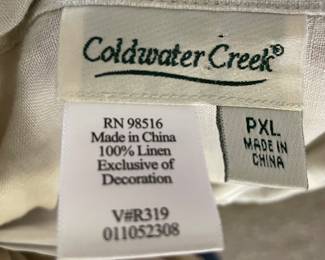 Coldwater Creek®
RN 98516
Made in China
100% Linen
Exclusive of
Decoration
V#R319
011052308
PXL
MADE IN
CHINA